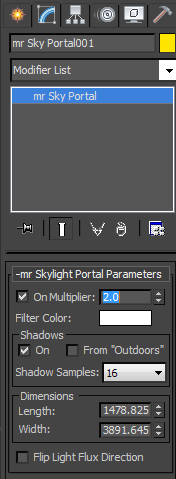 mr Sky Portal001
Modifier List
mr Sky Portal
-mr Skylight Portal Parameters
On Multiplier: 2.0
Filter Color:
Shadows
On From "Outdoors"
Shadow Samples: 16
Dimensions
Length: 1478.825
Width: 3891.645
Flip Light Flux Direction